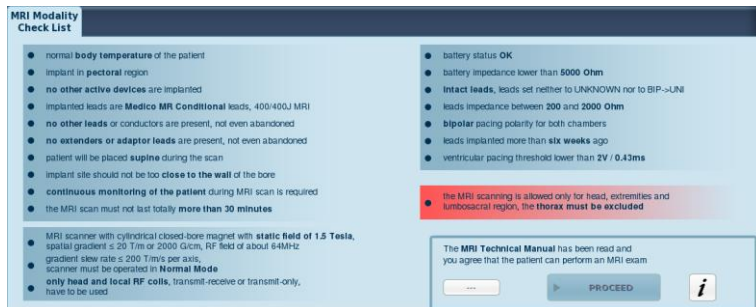 MRI Modality
Check List
normal body temperature of the patient
implant in pectoral region
no other active devices are implanted
implanted leads are Medico MR Conditional leads, 400/400J MRI
no other leads or conductors are present, not even abandoned
no extenders or adaptor leads are present, not even abandoned
patient will be placed supine during the scan
implant site should not be too close to the wall of the bore
continuous monitoring of the patient during MRI scan is required
the MRI scan must not last totally more than 30 minutes
MRI scanner with cylindrical closed-bore magnet with static field of 1.5 Tesla,
spatial gradient ≤ 20 T/m or 2000 G/cm, RF field of about 64MHz
gradient slew rate ≤ 200 T/m/s per axis,
scanner must be operated in Normal Mode
only head and local RF coils, transmit-receive or transmit-only,
have to be used
battery status OK
battery impedance lower than 5000 Ohm
intact leads, leads set neither to UNKNOWN nor to BIP->UNI
leads impedance between 200 and 2000 Ohm
bipolar pacing polarity for both chambers
leads implanted more than six weeks ago
ventricular pacing threshold lower than 2V / 0.43ms
the MRI scanning is allowed only for head, extremities and
lumbosacral region, the thorax must be excluded
The MRI Technical Manual has been read and
you agree that the patient can perform an MRI exam
---
PROCEED
i